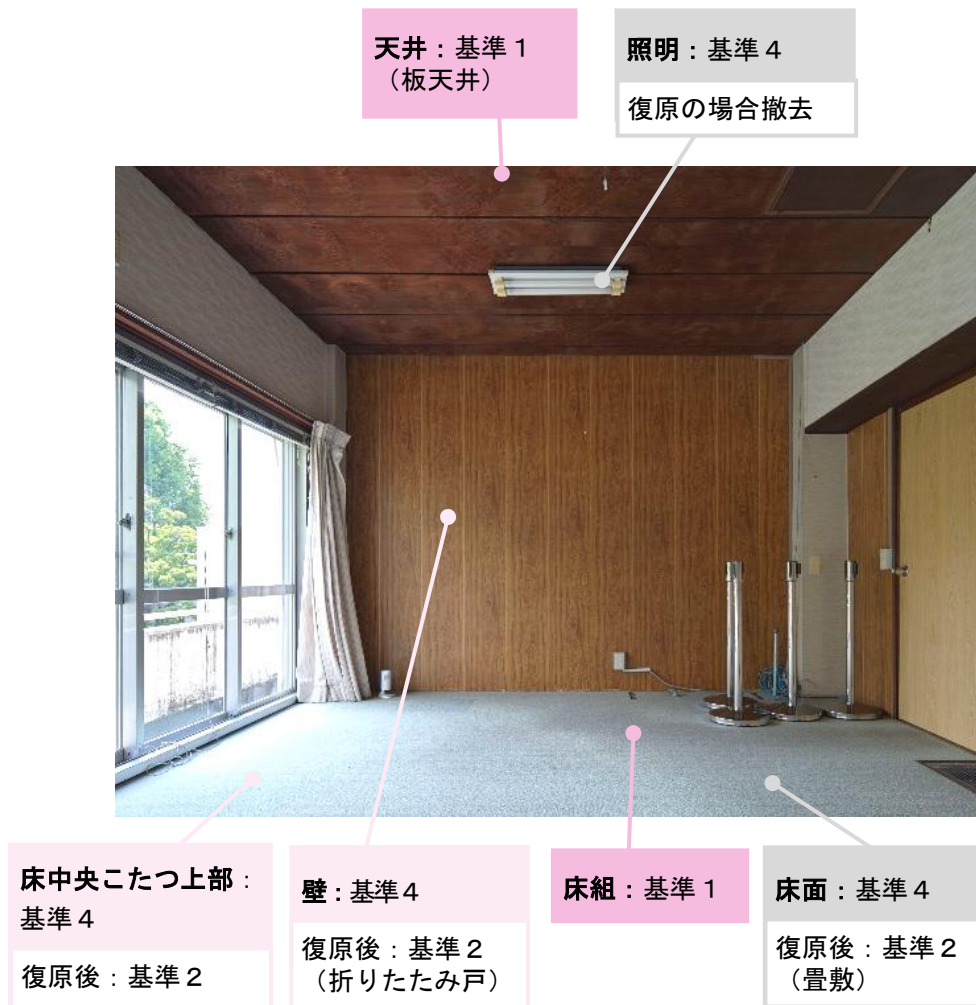 天井：基準１
（板天井）
照明：基準４
復原の場合撤去
床中央こたつ上部：
基準４
復原後：基準２
壁：基準４
復原後：基準２
（折りたたみ戸）
床組：基準１
床面：基準４
復原後：基準２
（畳敷）